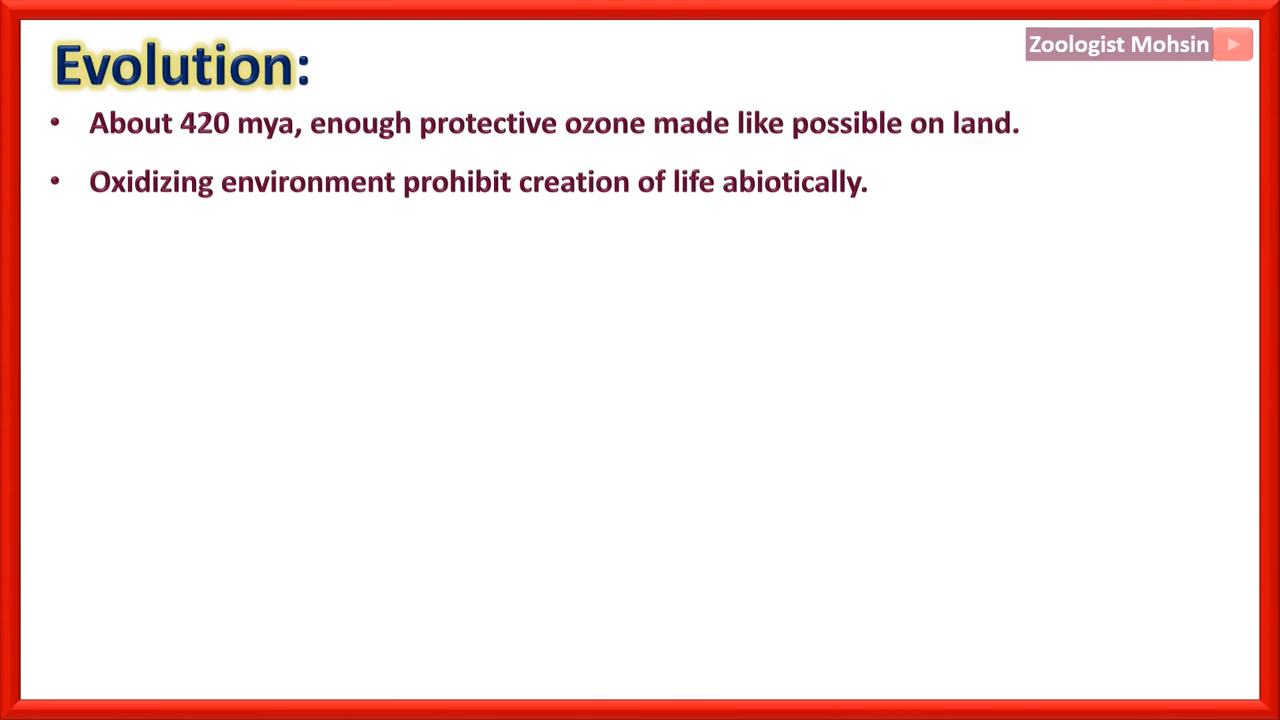 Evolution:
Zoologist Mohsin
• About 420 mya, enough protective ozone made like possible on land.
• Oxidizing environment prohibit creation of life abiotically.